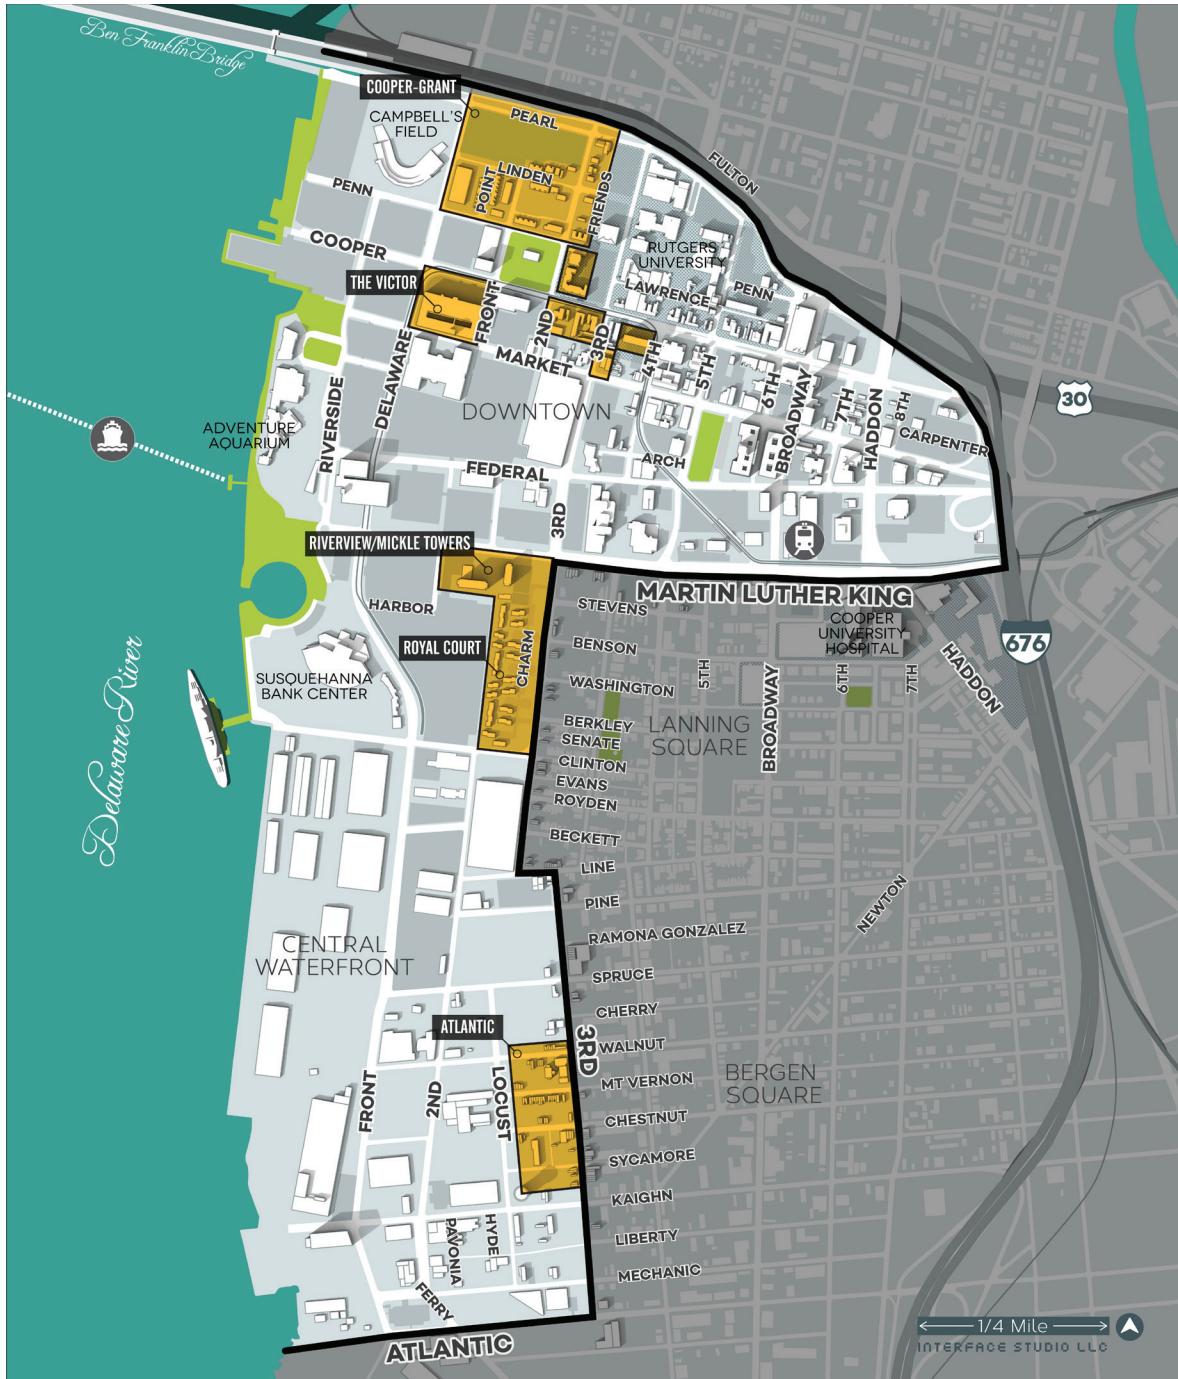 Ben Franklin Bridge
COOPER-GRANT
CAMPBELL'S
FIELD
PEARL
LINDEN
POINT
FRIENDS
FULTON
PENN
COOPER
RUTGERS
UNIVERSITY
THE VICTOR
LAWRENCE
PENN
FRONT
2ND
3RD
4TH
5TH
6TH
BROADWAY
7TH
HADDON
8TH
CARPENTER
30
MARKET
DELAWARE
RIVERSIDE
DOWNTOWN
ADVENTURE
AQUARIUM
FEDERAL
ARCH
3RD
RIVERVIEW/MICKLE TOWERS
MARTIN LUTHER KING
HARBOR
STEVENS
COOPER
UNIVERSITY
HOSPITAL
676
ROYAL COURT
CHARM
BENSON
HADDON
SUSQUEHANNA
BANK CENTER
WASHINGTON
5TH
BROADWAY
6TH
7TH
Delaware River
BERKLEY
LANNING
SQUARE
SENATE
CLINTON
EVANS
ROYDEN
BECKETT
LINE
PINE
NEWTON
RAMONA GONZALEZ
CENTRAL
WATERFRONT
SPRUCE
CHERRY
ATLANTIC
3RD
WALNUT
MT VERNON
BERGEN
SQUARE
FRONT
2ND
LOCUST
CHESTNUT
SYCAMORE
KAIGHN
PAVONIA
HYDE
LIBERTY
MECHANIC
FERRY
ATLANTIC
1/4 Mile
INTERFACE STUDIO LLC